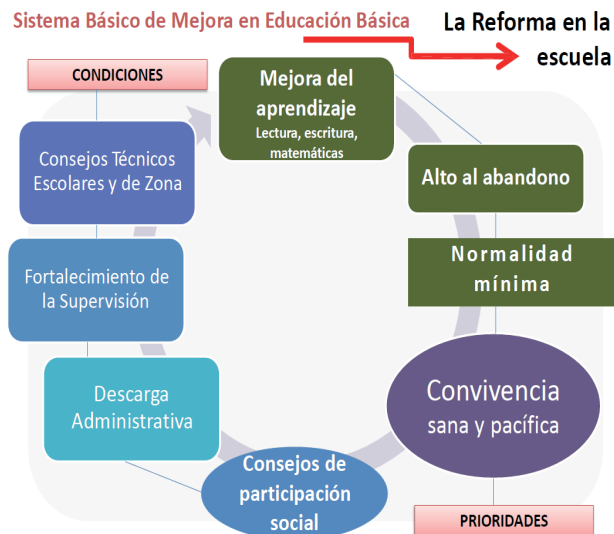 Sistema Básico de Mejora en Educación Básica
La Reforma en la
escuela
CONDICIONES
Mejora del
aprendizaje
Lectura, escritura,
matemáticas
Consejos Técnicos
Escolares y de Zona
Alto al abandono
Normalidad
mínima
Fortalecimiento de
la Supervisión
Convivencia
sana y pacífica
Descarga
Administrativa
Consejos de
participación
social
PRIORIDADES